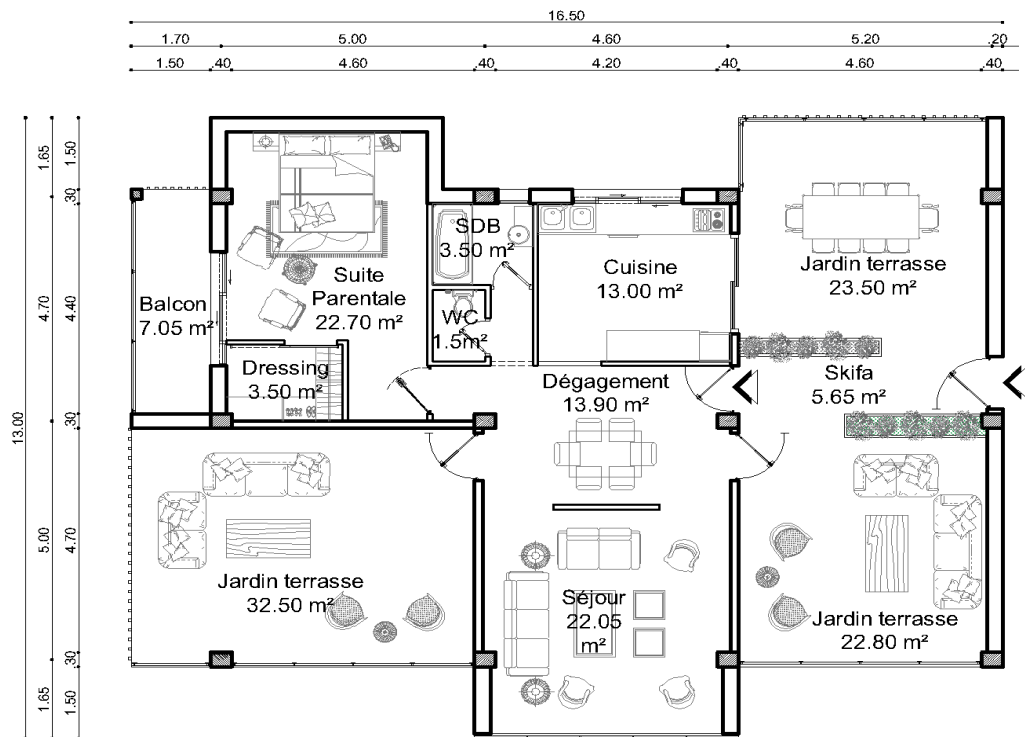 16.50
1.70 5.00 4.60 5.20 .20
1.50 .40 4.60 .40 4.20 .40 4.60 .40
13.00
1.65 4.70 5.00 1.65
1.50 .30 4.40 .30 4.70 .30 1.50
SDB
3.50 m²
Cuisine
13.00 m²
Jardin terrasse
23.50 m²
Suite
Parentale
22.70 m²
Balcon
7.05 m²
WC
1.5m²
Dressing
3.50 m²
Dégagement
13.90 m²
Skifa
5.65 m²
Jardin terrasse
32.50 m²
Séjour
22.05
m²
Jardin terrasse
22.80 m²